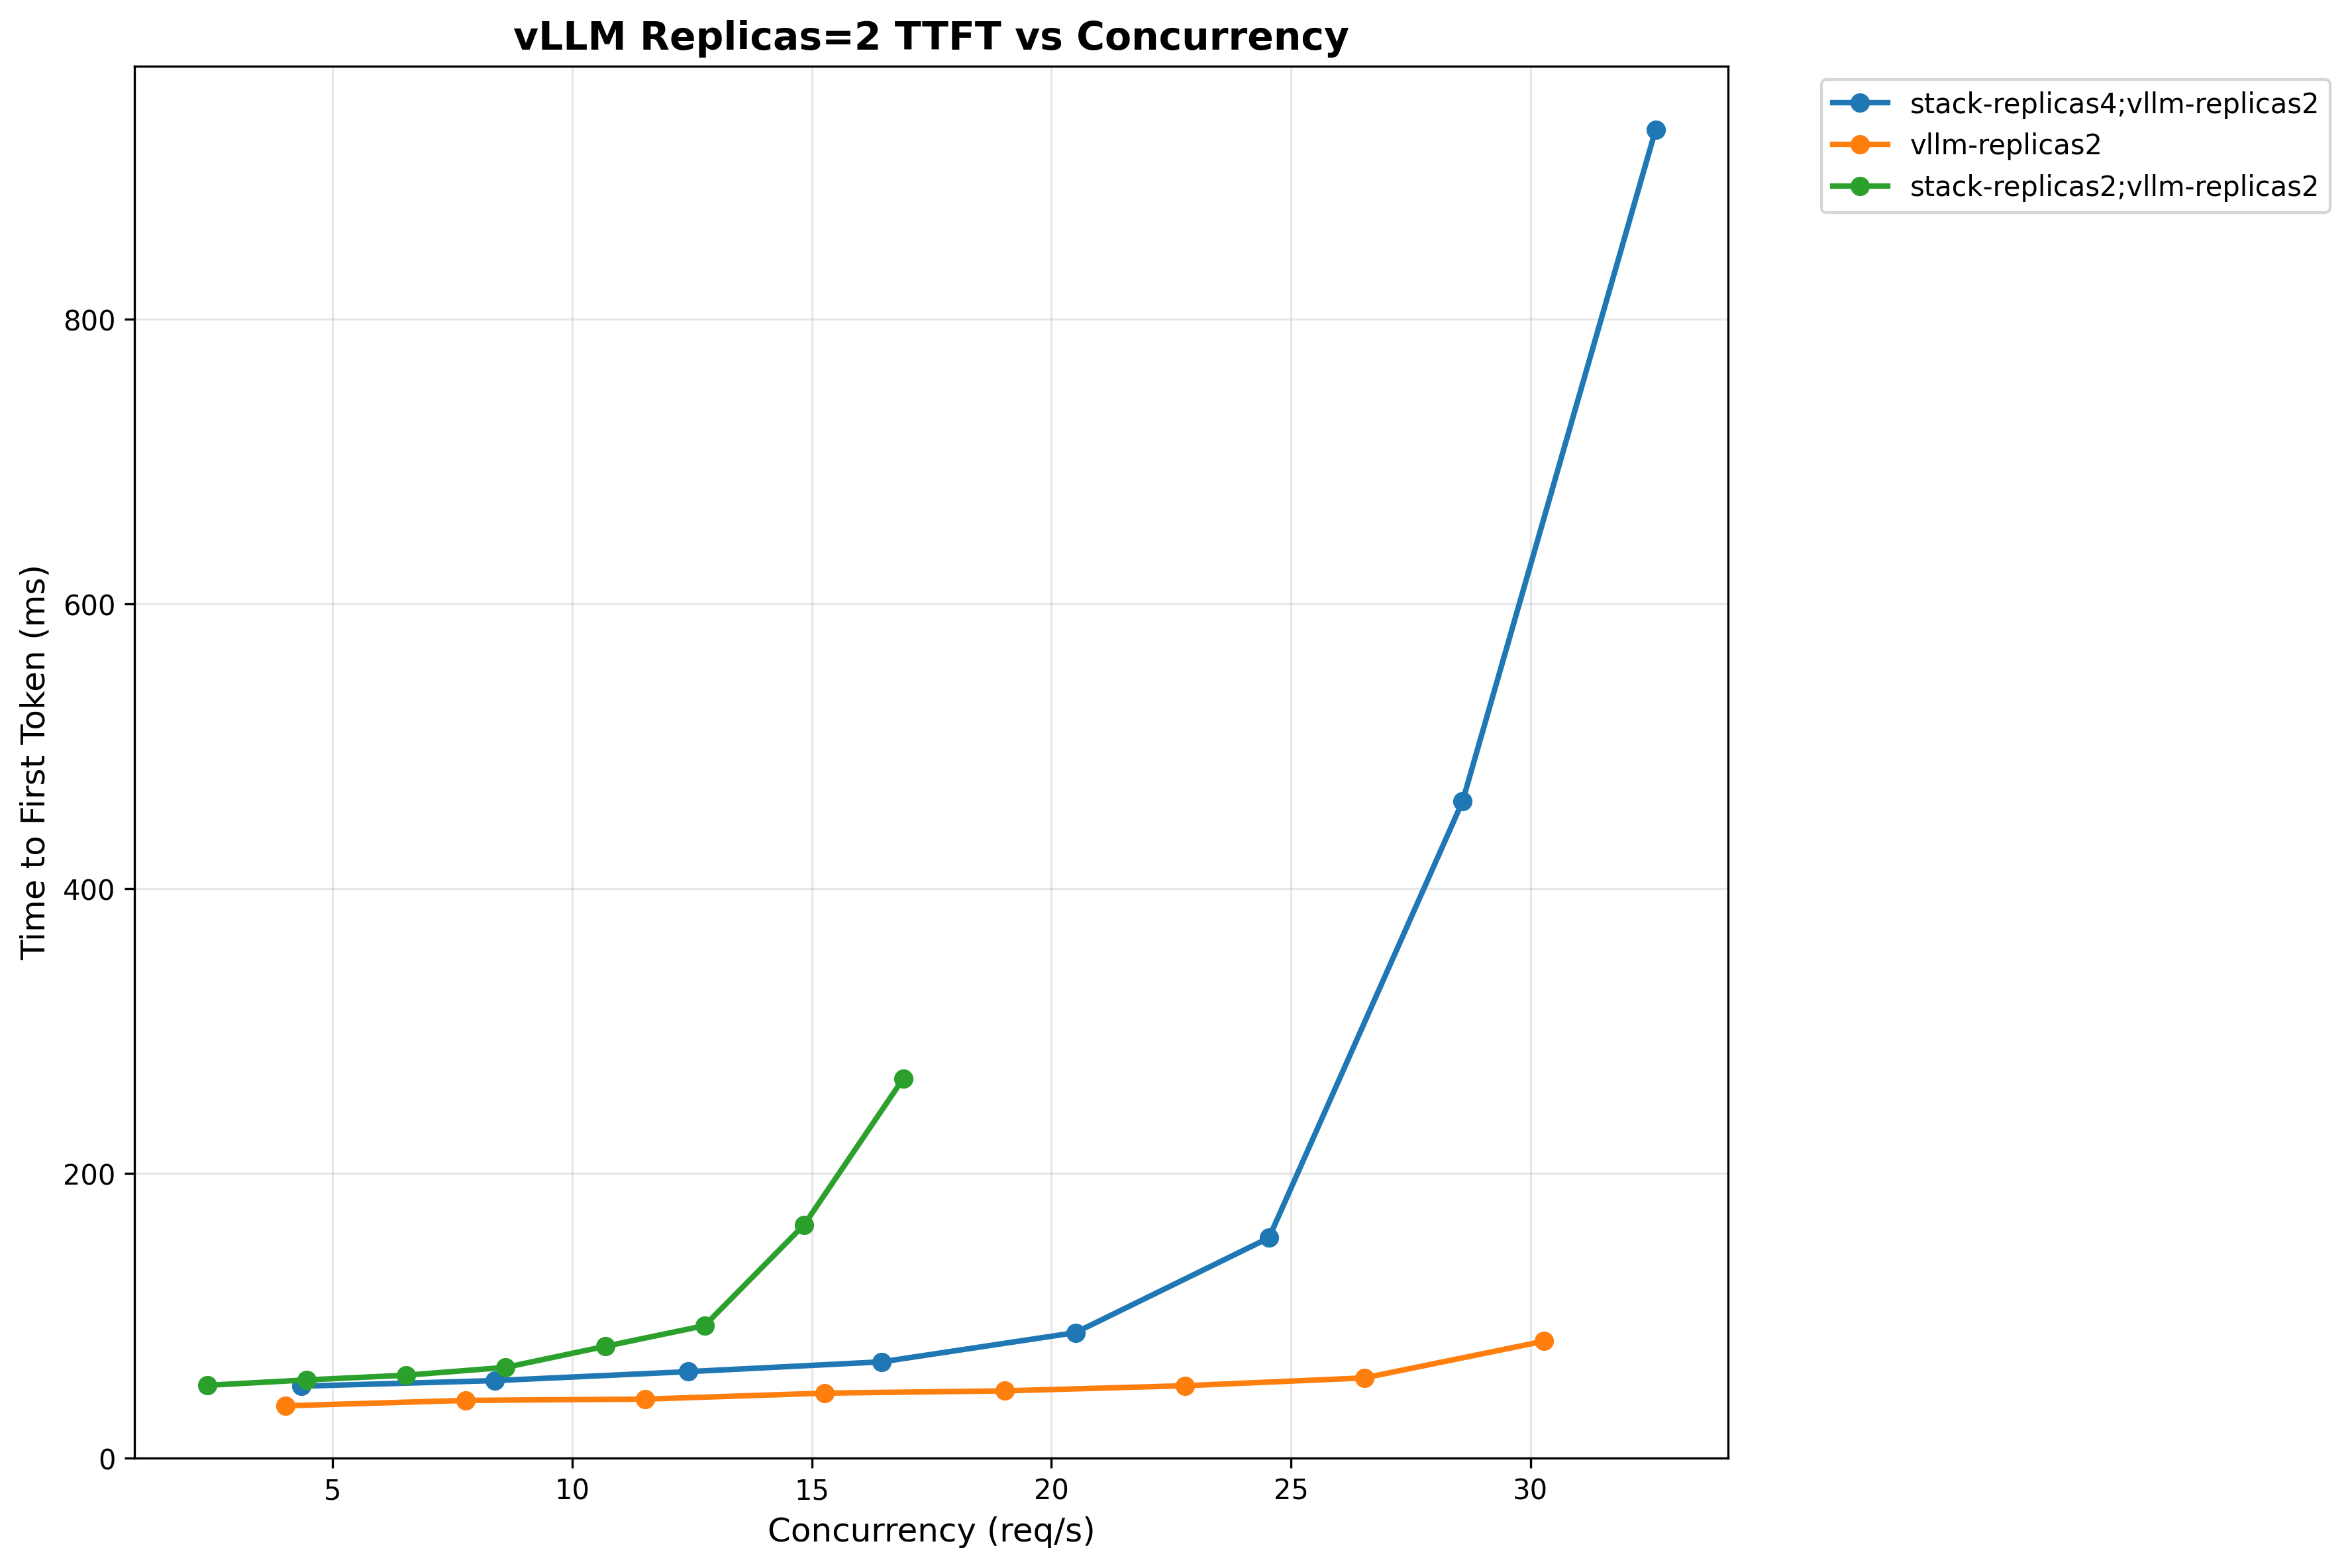 vLLM Replicas=2 TTFT vs Concurrency
stack-replicas4;vllm-replicas2
vllm-replicas2
stack-replicas2;vllm-replicas2
Time to First Token (ms)
800
600
400
200
0
5 10 15 20 25 30
Concurrency (req/s)